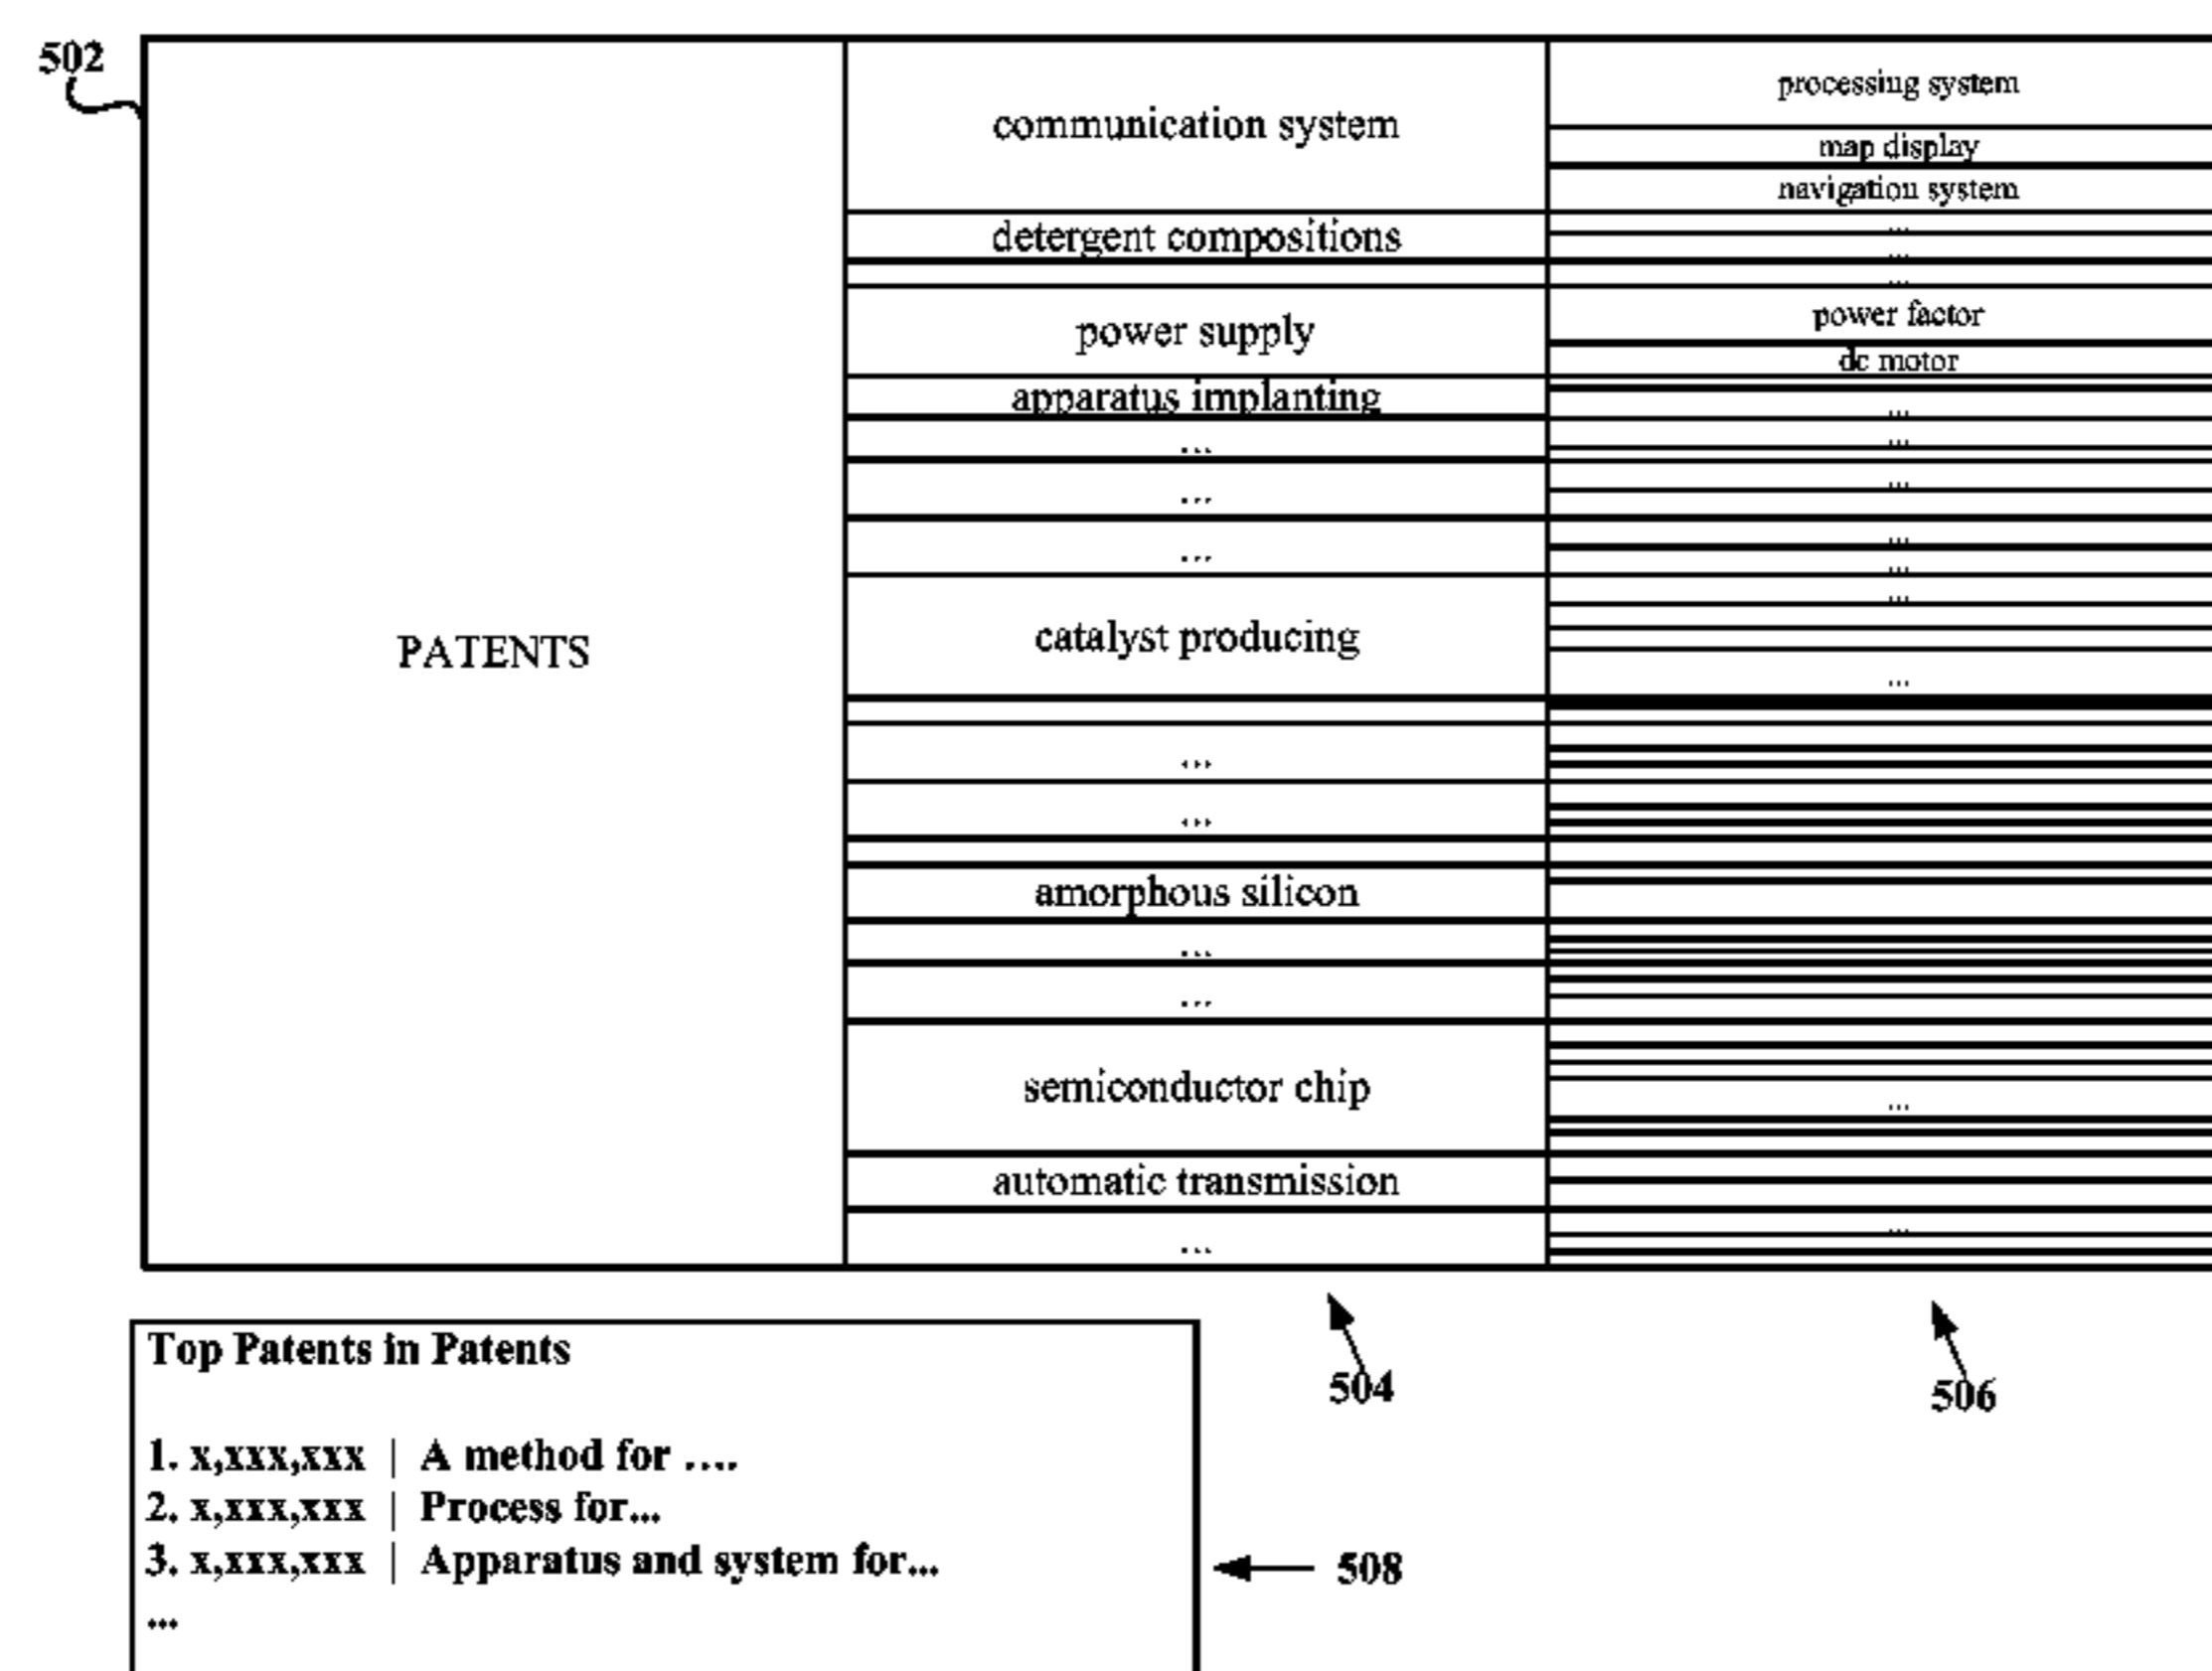 502
PATENTS
communication system
detergent compositions
power supply
apparatus implanting
...
...
...
catalyst producing
...
...
amorphous silicon
...
...
semiconductor chip
automatic transmission
...
processing system
map display
navigation system
...
...
...
power factor
dc motor
...
...
...
...
...
...
...
...
...
504
506
Top Patents in Patents
1. x,xxx,xxx | A method for ....
2. x,xxx,xxx | Process for...
3. x,xxx,xxx | Apparatus and system for...
...
508